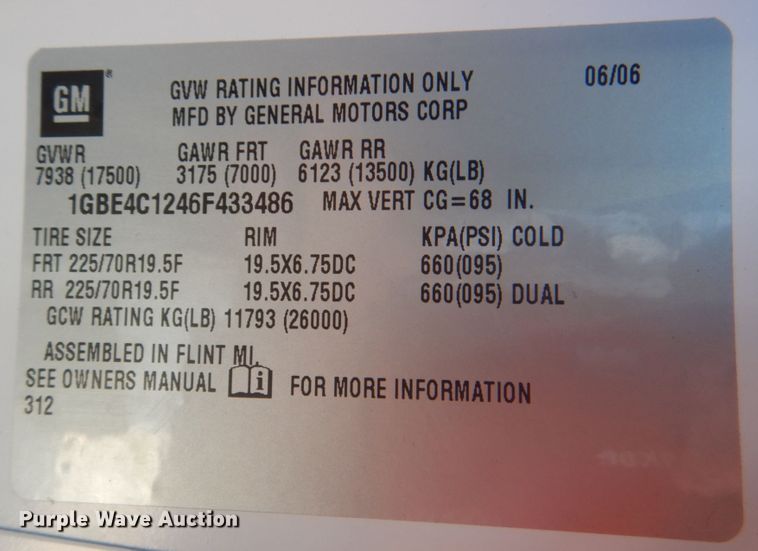 GM ® GVW RATING INFORMATION ONLY 06/06
MFD BY GENERAL MOTORS CORP
GVWR GAWR FRT GAWR RR
7938 (17500) 3175 (7000) 6123 (13500) KG(LB)
1GBE4C1246F433486 MAX VERT CG=68 IN.
TIRE SIZE RIM KPA(PSI) COLD
FRT 225/70R19.5F 19.5X6.75DC 660(095)
RR 225/70R19.5F 19.5X6.75DC 660(095) DUAL
GCW RATING KG(LB) 11793 (26000)
ASSEMBLED IN FLINT MI.
SEE OWNERS MANUAL i FOR MORE INFORMATION
312
Purple Wave Auction